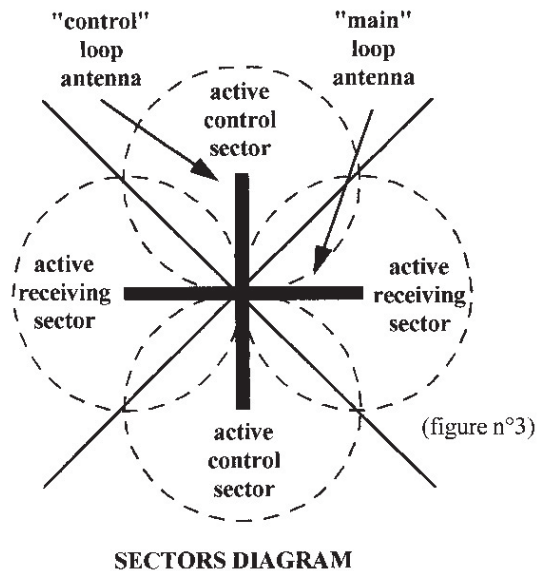 "control"
loop
antenna
"main"
loop
antenna
active
control
sector
active
receiving
sector
active
receiving
sector
active
control
sector
(figure n°3)
SECTORS DIAGRAM